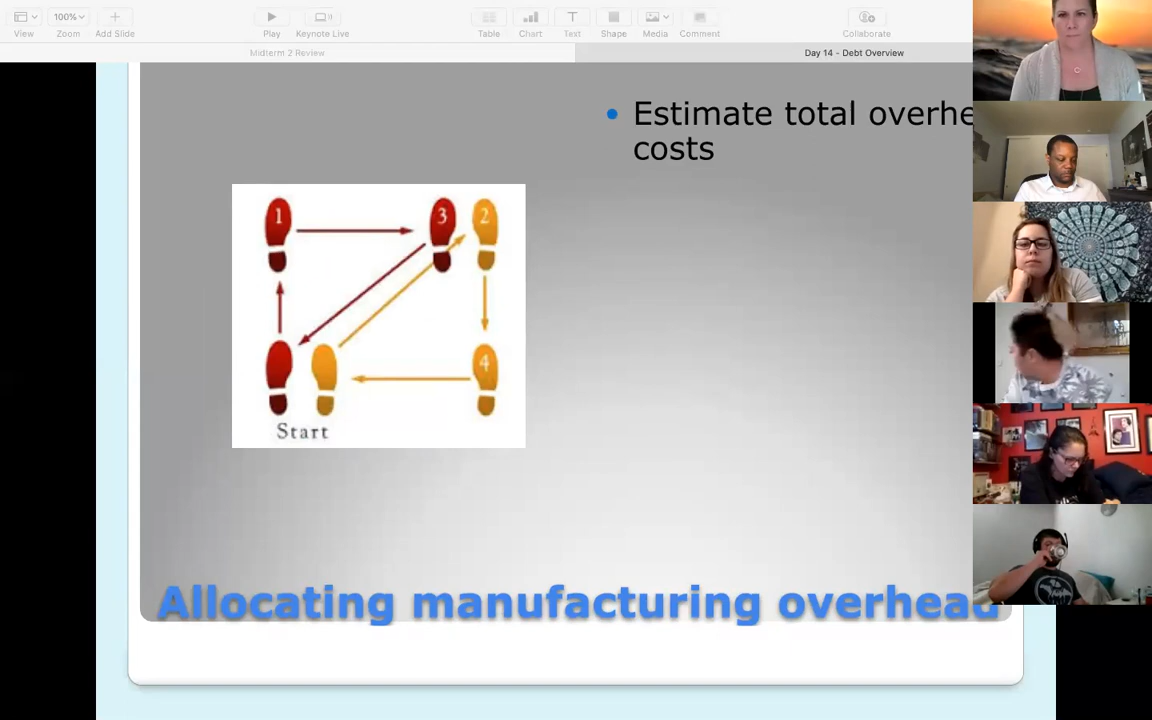 100%
View
Zoom
Add Slide
Play
Keynote Live
Table
Chart
Text
Shape
Media
Comment
Collaborate
Midterm 2 Review
Day 14 - Debt Overview
• Estimate total overhe
costs
1
3
2
4
Start
Allocating manufacturing overhead